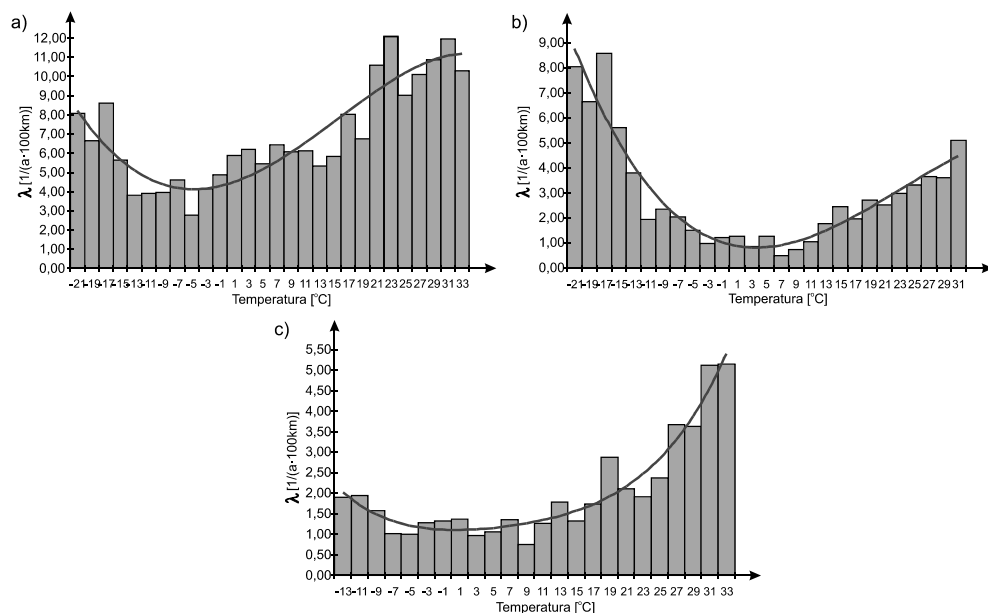 a)
λ [1/(a·100km)]
12,00
11,00
10,00
9,00
8,00
7,00
6,00
5,00
4,00
3,00
2,00
1,00
0,00
-21 -19 -17 -15 -13 -11 -9 -7 -5 -3 -1 1 3 5 7 9 11 13 15 17 19 21 23 25 27 29 31 33
Temperatura [°C]
b)
λ [1/(a·100km)]
9,00
8,00
7,00
6,00
5,00
4,00
3,00
2,00
1,00
0,00
-21 -19 -17 -15 -13 -11 -9 -7 -5 -3 -1 1 3 5 7 9 11 13 15 17 19 21 23 25 27 29 31
Temperatura [°C]
c)
λ [1/(a·100km)]
5,50
5,00
4,50
4,00
3,50
3,00
2,50
2,00
1,50
1,00
0,50
0,00
-13 -11 -9 -7 -5 -3 -1 1 3 5 7 9 11 13 15 17 19 21 23 25 27 29 31 33
Temperatura [°C]